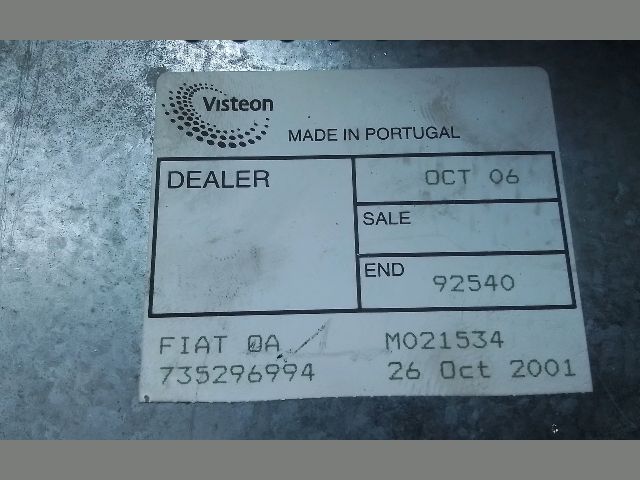 Visteon
MADE IN PORTUGAL
DEALER
OCT 06
SALE
END
92540
FIAT 0A
M021534
735296994
26 Oct 2001